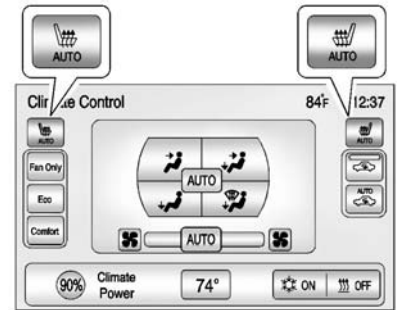 AUTO
AUTO
Climate Control 84°F 12:37
AUTO
AUTO
Fan Only
AUTO
Eco
AUTO
Comfort
AUTO
90% Climate Power 74° ON OFF